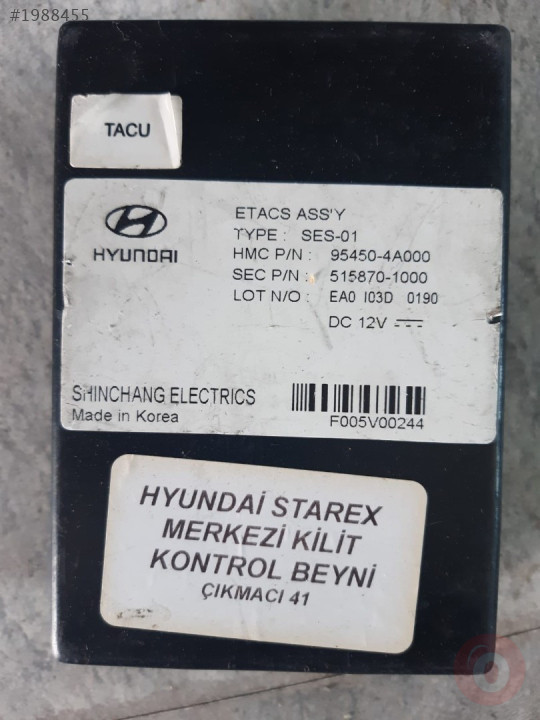 #1988455
TACU
HYUNDAI
ETACS ASS'Y
TYPE : SES-01
HMC P/N : 95450-4A000
SEC P/N : 515870-1000
LOT N/O : EA0 I03D 0190
DC 12V
SHINCHANG ELECTRICS
Made in Korea
F005V00244
HYUNDAİ STAREX
MERKEZİ KİLİT
KONTROL BEYNİ
ÇIKMACI 41